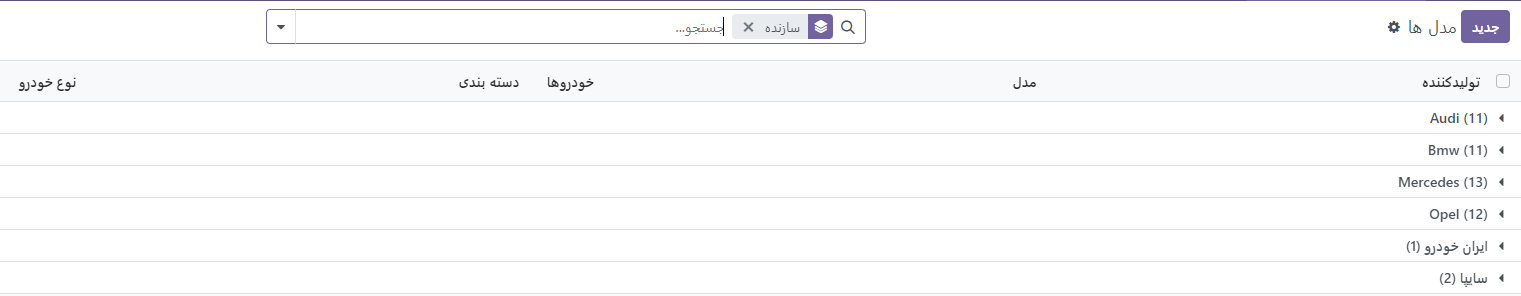 جدید مدل ها سازنده جستجو...
تولیدکننده مدل خودروها دسته بندی نوع خودرو
Audi (11)
Bmw (11)
Mercedes (13)
Opel (12)
ایران خودرو (1)
سایپا (2)